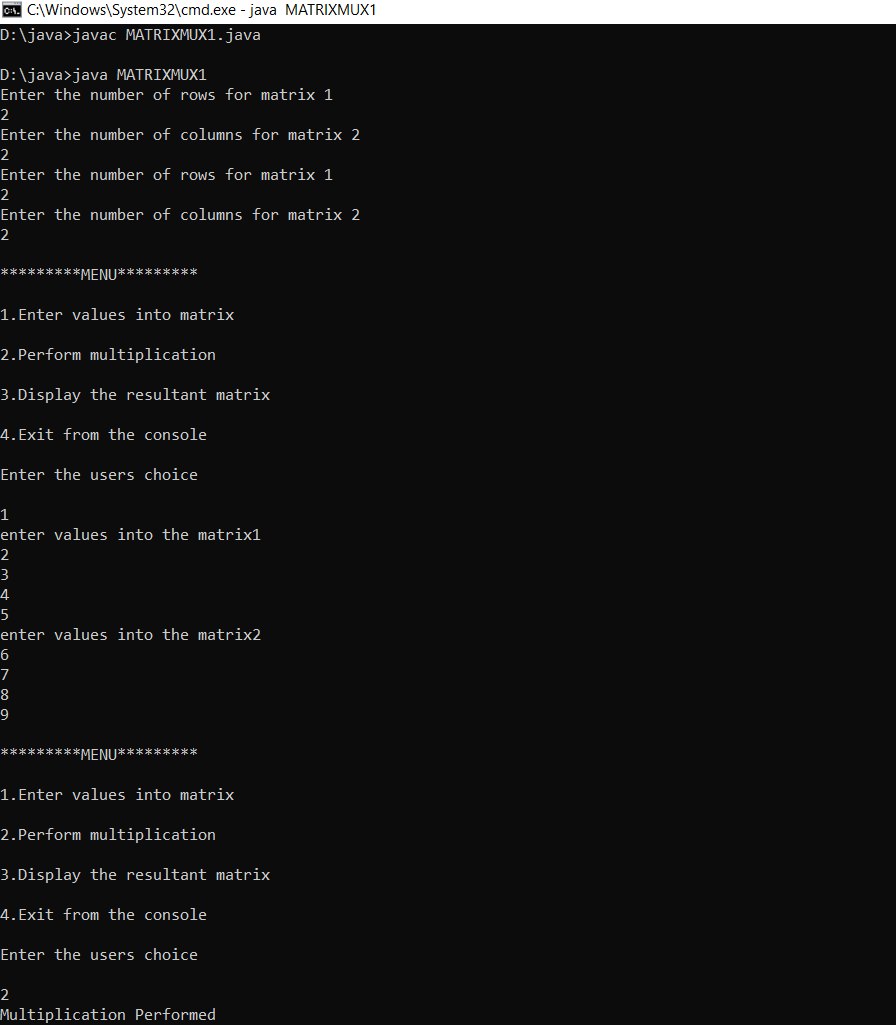 C:\Windows\System32\cmd.exe - java  MATRIXMUX1
D:\java>javac MATRIXMUX1.java
D:\java>java MATRIXMUX1
Enter the number of rows for matrix 1
2
Enter the number of columns for matrix 2
2
Enter the number of rows for matrix 1
2
Enter the number of columns for matrix 2
2
*********MENU*********
1.Enter values into matrix
2.Perform multiplication
3.Display the resultant matrix
4.Exit from the console
Enter the users choice
1
enter values into the matrix1
2
3
4
5
enter values into the matrix2
6
7
8
9
*********MENU*********
1.Enter values into matrix
2.Perform multiplication
3.Display the resultant matrix
4.Exit from the console
Enter the users choice
2
Multiplication Performed